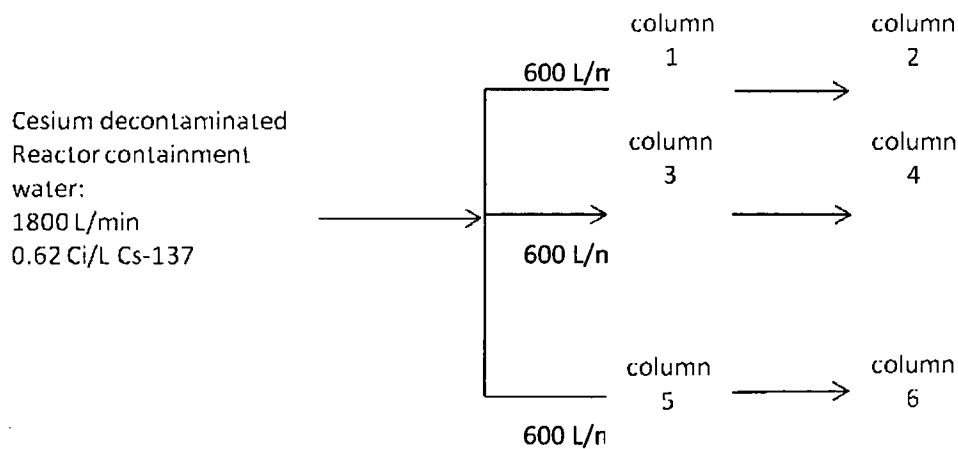 column
1
column
2
600 L/m
Cesium decontaminated
Reactor containment
water:
1800 L/min
0.62 Ci/L Cs-137
column
3
column
4
600 L/n
column
5
column
6
600 L/n